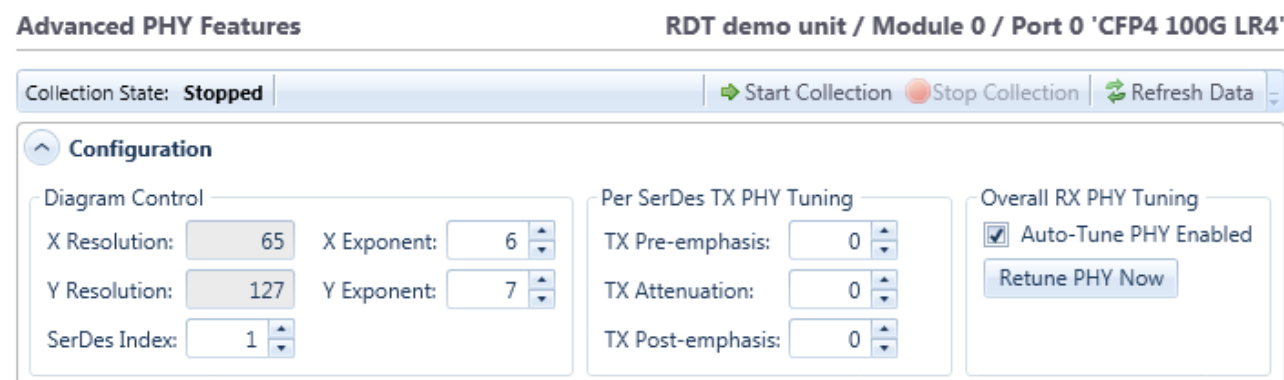 Advanced PHY Features RDT demo unit / Module 0 / Port 0 'CFP4 100G LR4'
Collection State: Stopped Start Collection Stop Collection Refresh Data
Configuration
Diagram Control Per SerDes TX PHY Tuning Overall RX PHY Tuning
X Resolution: 65 X Exponent: 6 TX Pre-emphasis: 0 Auto-Tune PHY Enabled
Y Resolution: 127 Y Exponent: 7 TX Attenuation: 0 Retune PHY Now
SerDes Index: 1 TX Post-emphasis: 0